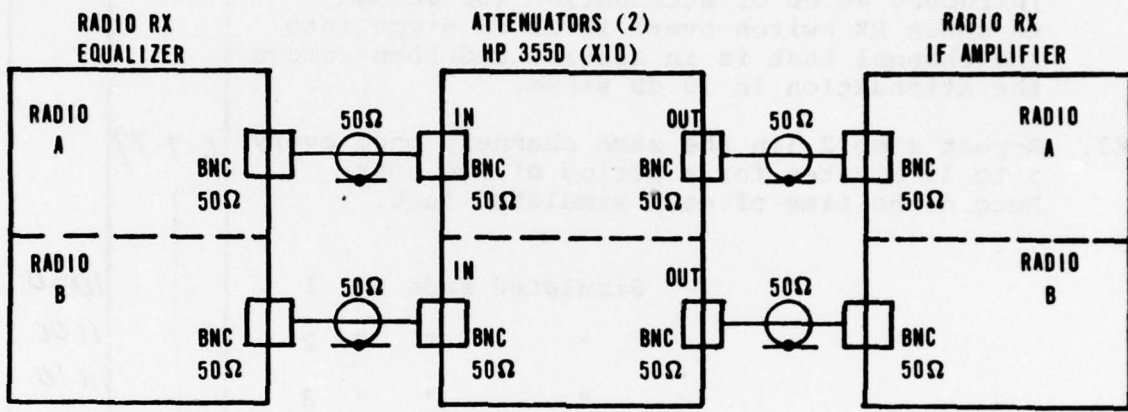 RADIO RX
EQUALIZER
ATTENUATORS (2)
HP 355D (X10)
RADIO RX
IF AMPLIFIER
RADIO
A
BNC
50Ω
50Ω
IN
BNC
50Ω
OUT
BNC
50Ω
50Ω
RADIO
A
BNC
50Ω
RADIO
B
BNC
50Ω
50Ω
IN
BNC
50Ω
OUT
BNC
50Ω
50Ω
RADIO
B
BNC
50Ω